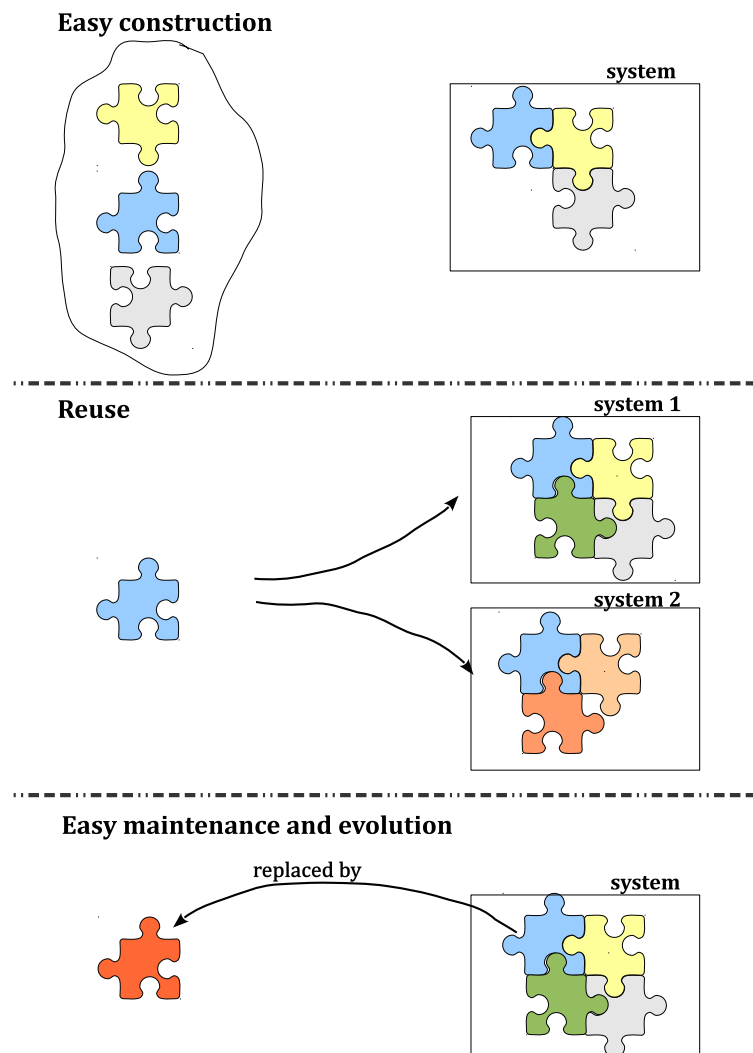 Easy construction
system
Reuse
system 1
system 2
Easy maintenance and evolution
replaced by
system